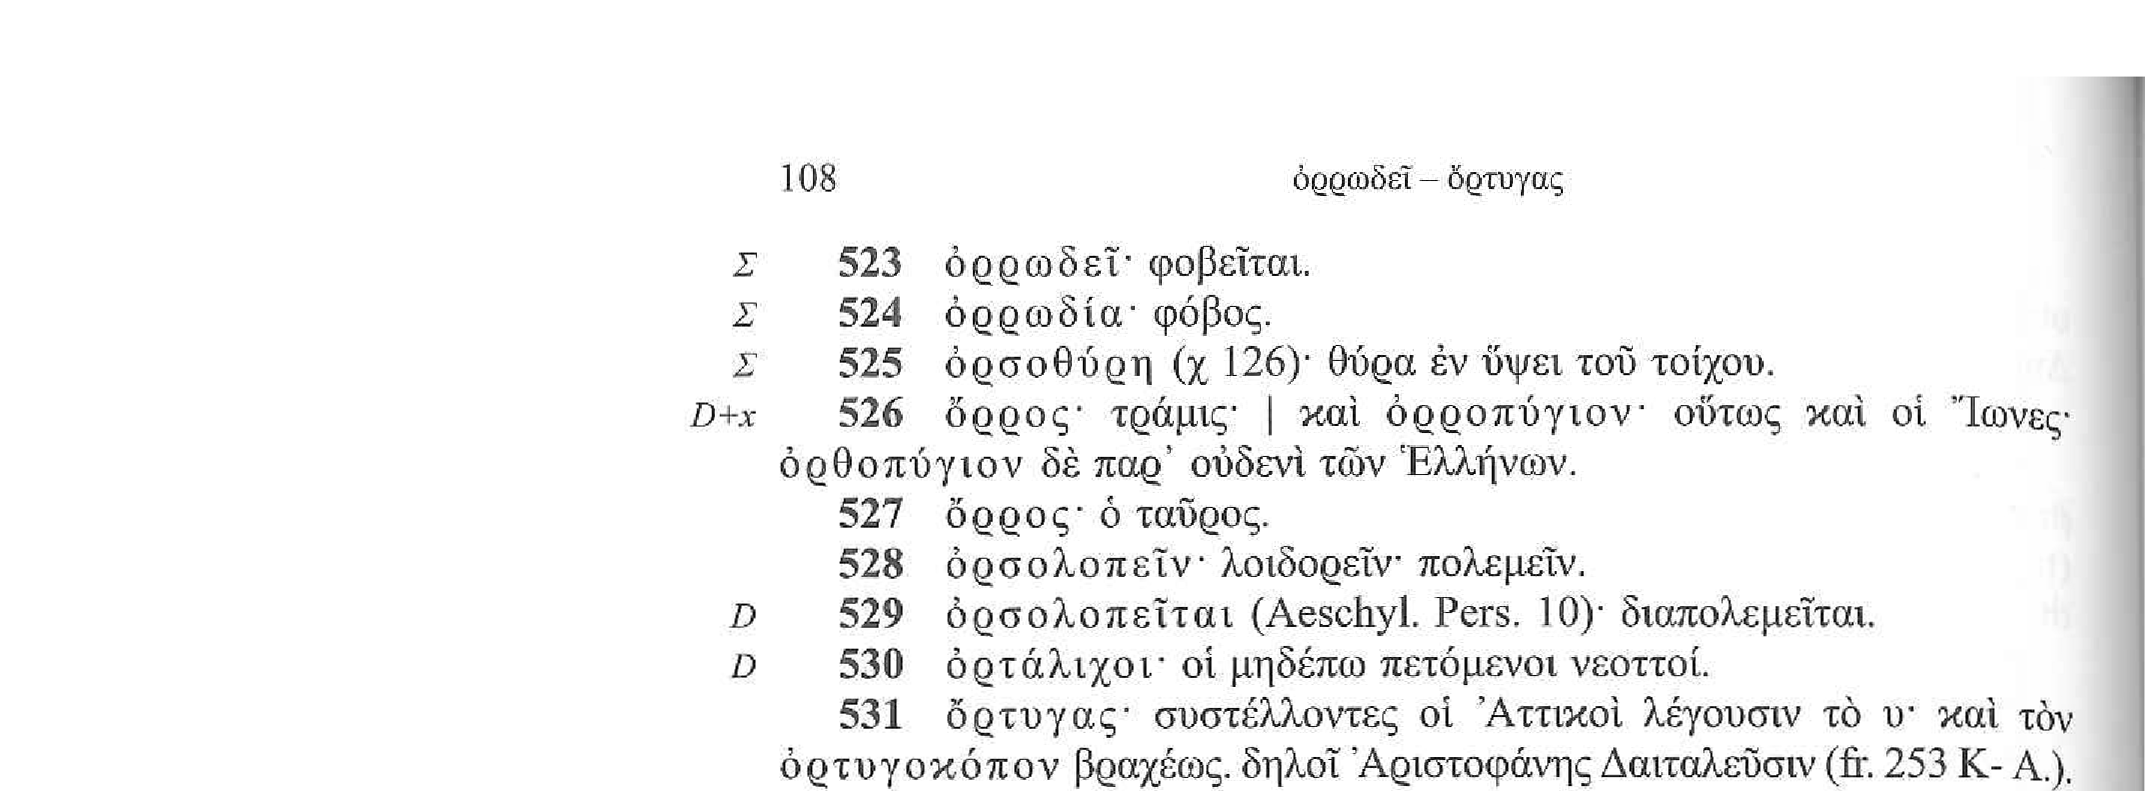 108 ὀρρωδεῖ – ὄρτυγας
Σ 523 ὀρρωδεῖ· φοβεῖται.
Σ 524 ὀρρωδία· φόβος.
Σ 525 ὀρσοθύρη (χ 126)· θύρα ἐν ὕψει τοῦ τοίχου.
D+x 526 ὄρρος· τράμις· | καὶ ὀρροπύγιον· οὕτως καὶ οἱ Ἴωνες·
ὀρθοπύγιον δὲ παρ’ οὐδενὶ τῶν Ἑλλήνων.
527 ὄρρος· ὁ ταῦρος.
528 ὀρσολοπεῖν· λοιδορεῖν· πολεμεῖν.
D 529 ὀρσολοπεῖται (Aeschyl. Pers. 10)· διαπολεμεῖται.
D 530 ὀρτάλιχοι· οἱ μηδέπω πετόμενοι νεοττοί.
531 ὄρτυγας· συστέλλοντες οἱ Ἀττικοὶ λέγουσιν τὸ υ· καὶ τὸν
ὀρτυγοκόπον βραχέως. δηλοῖ Ἀριστοφάνης Δαιταλεῦσιν (fr. 253 K- A.).